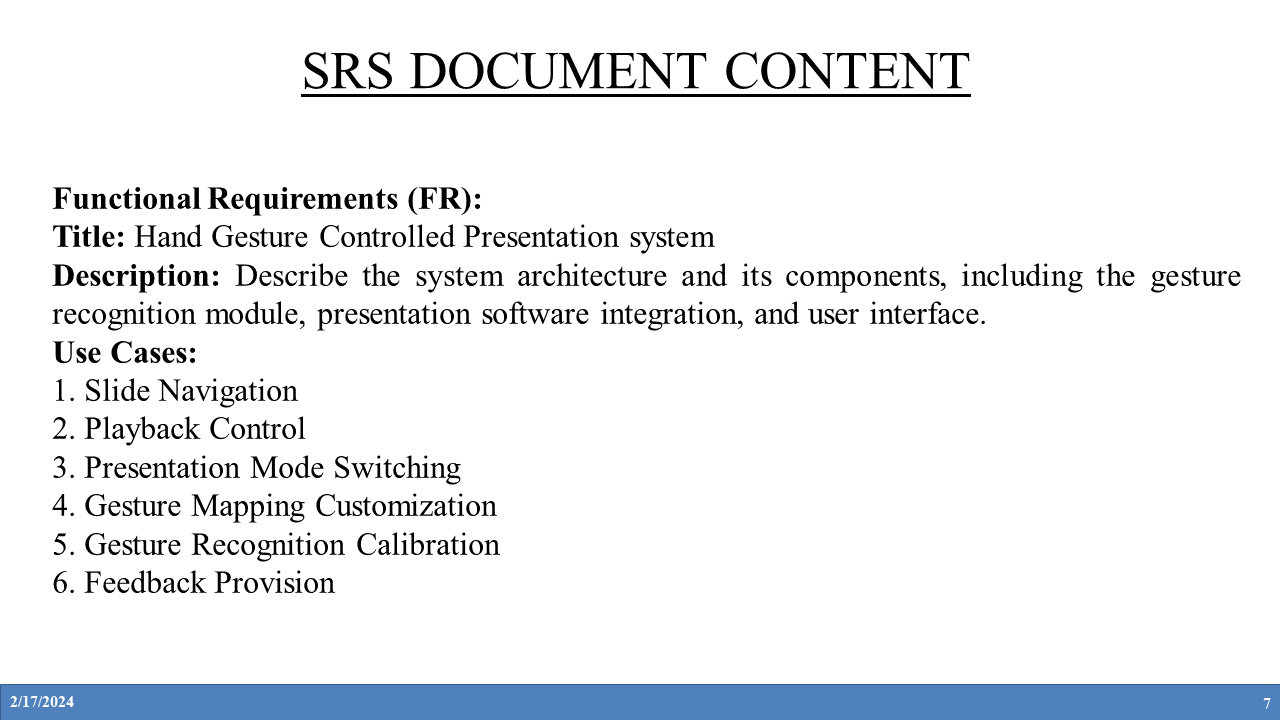 SRS DOCUMENT CONTENT
Functional Requirements (FR):
Title: Hand Gesture Controlled Presentation system
Description: Describe the system architecture and its components, including the gesture
recognition module, presentation software integration, and user interface.
Use Cases:
1. Slide Navigation
2. Playback Control
3. Presentation Mode Switching
4. Gesture Mapping Customization
5. Gesture Recognition Calibration
6. Feedback Provision
2/17/2024
7